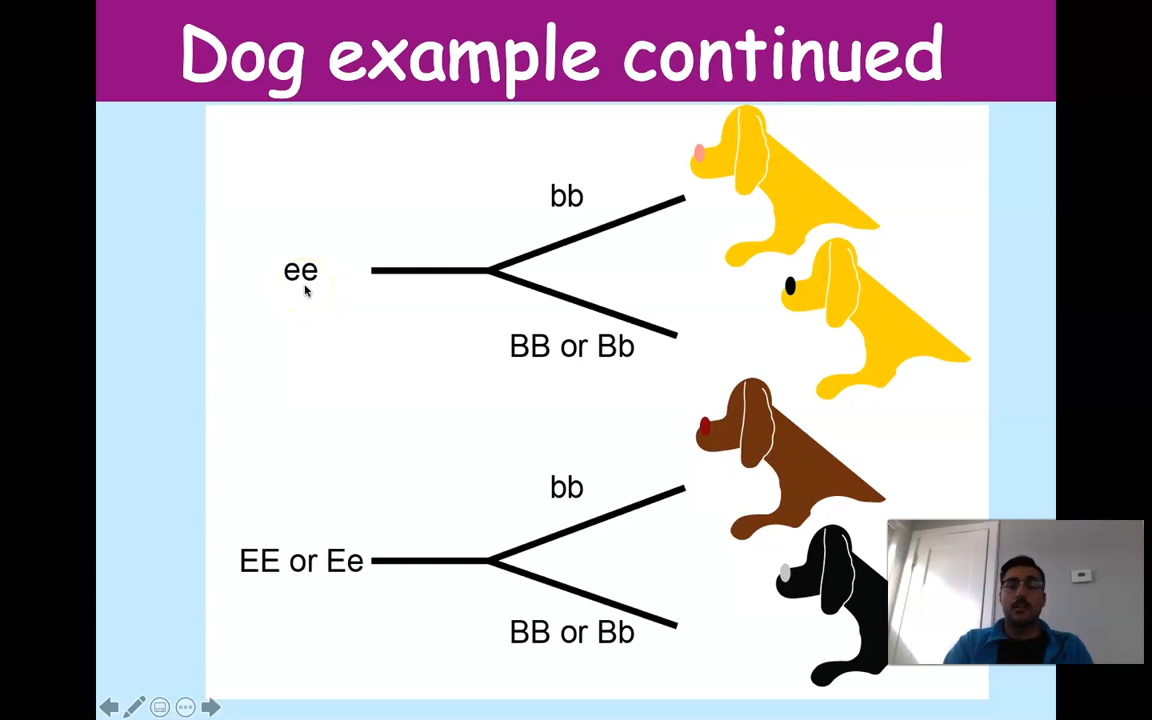 Dog example continued
bb
ee
BB or Bb
bb
EE or Ee
BB or Bb